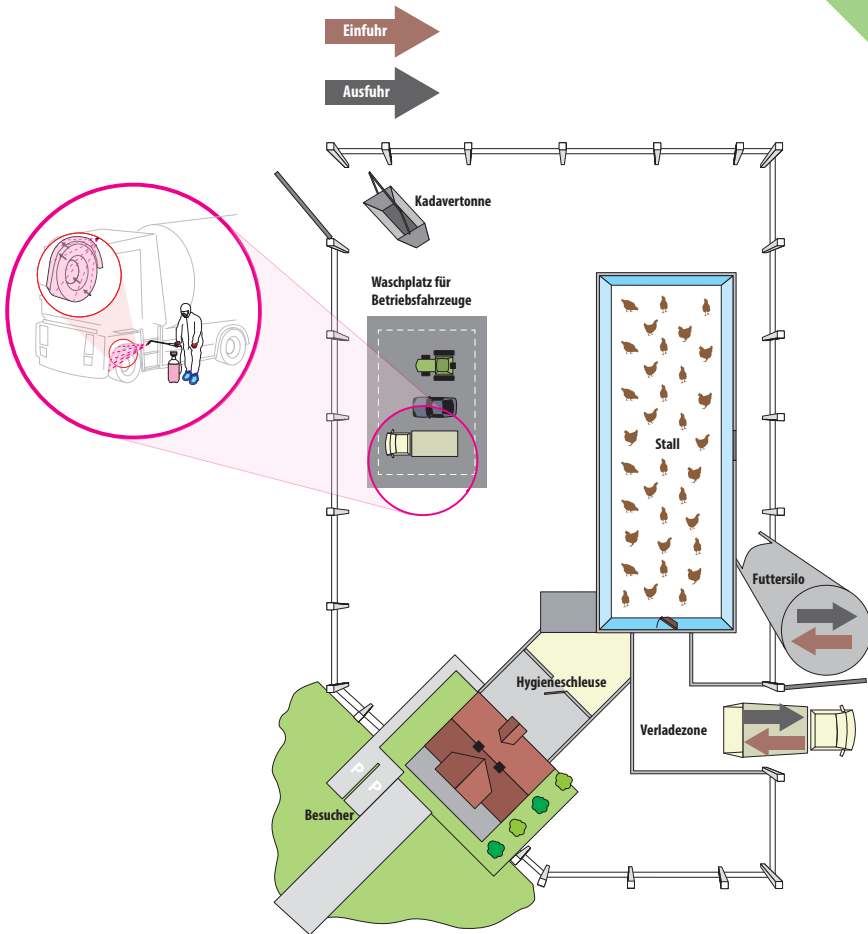 Einfuhr
Ausfuhr
Kadavertonne
Waschplatz für
Betriebsfahrzeuge
Stall
Futtersilo
Hygieneschleuse
Verladezone
P
P
Besucher